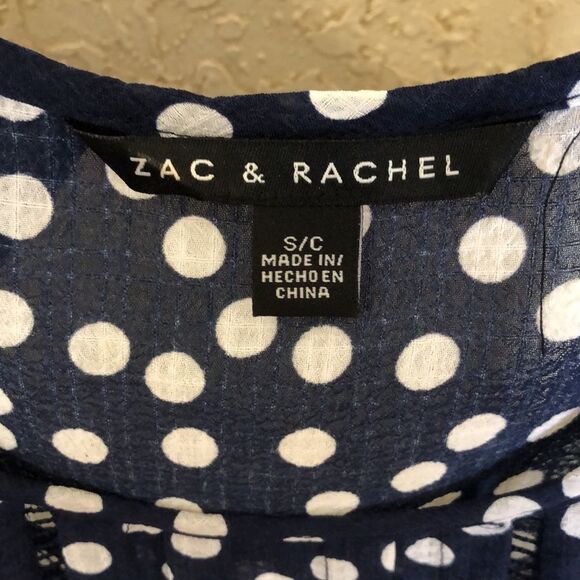 ZAC & RACHEL
S/C
MADE IN/
HECHO EN
CHINA